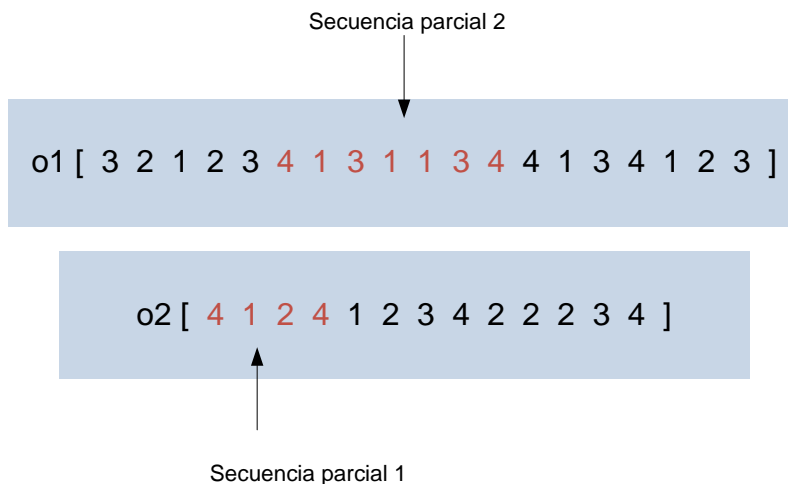 Secuencia parcial 2
o1 [ 3 2 1 2 3 4 1 3 1 1 3 4 4 1 3 4 1 2 3 ]
o2 [ 4 1 2 4 1 2 3 4 2 2 2 3 4 ]
Secuencia parcial 1